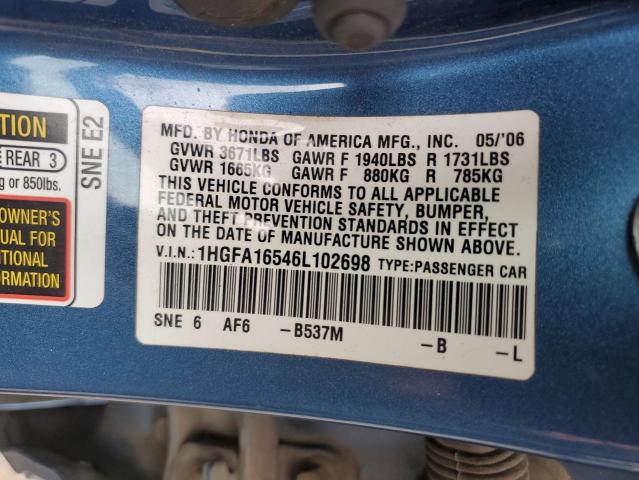 TION
E REAR 3
g or 850lbs.
OWNER'S
UAL FOR
ITIONAL
MATION
SNE E2
MFD. BY HONDA OF AMERICA MFG., INC. 05/'06
GVWR 3671LBS GAWR F 1940LBS R 1731LBS
GVWR 1665KG GAWR F 880KG R 785KG
THIS VEHICLE CONFORMS TO ALL APPLICABLE
FEDERAL MOTOR VEHICLE SAFETY, BUMPER,
AND THEFT PREVENTION STANDARDS IN EFFECT
ON THE DATE OF MANUFACTURE SHOWN ABOVE.
V.I.N.: 1HGFA16546L102698 TYPE:PASSENGER CAR
SNE 6 AF6 -B537M -B -L